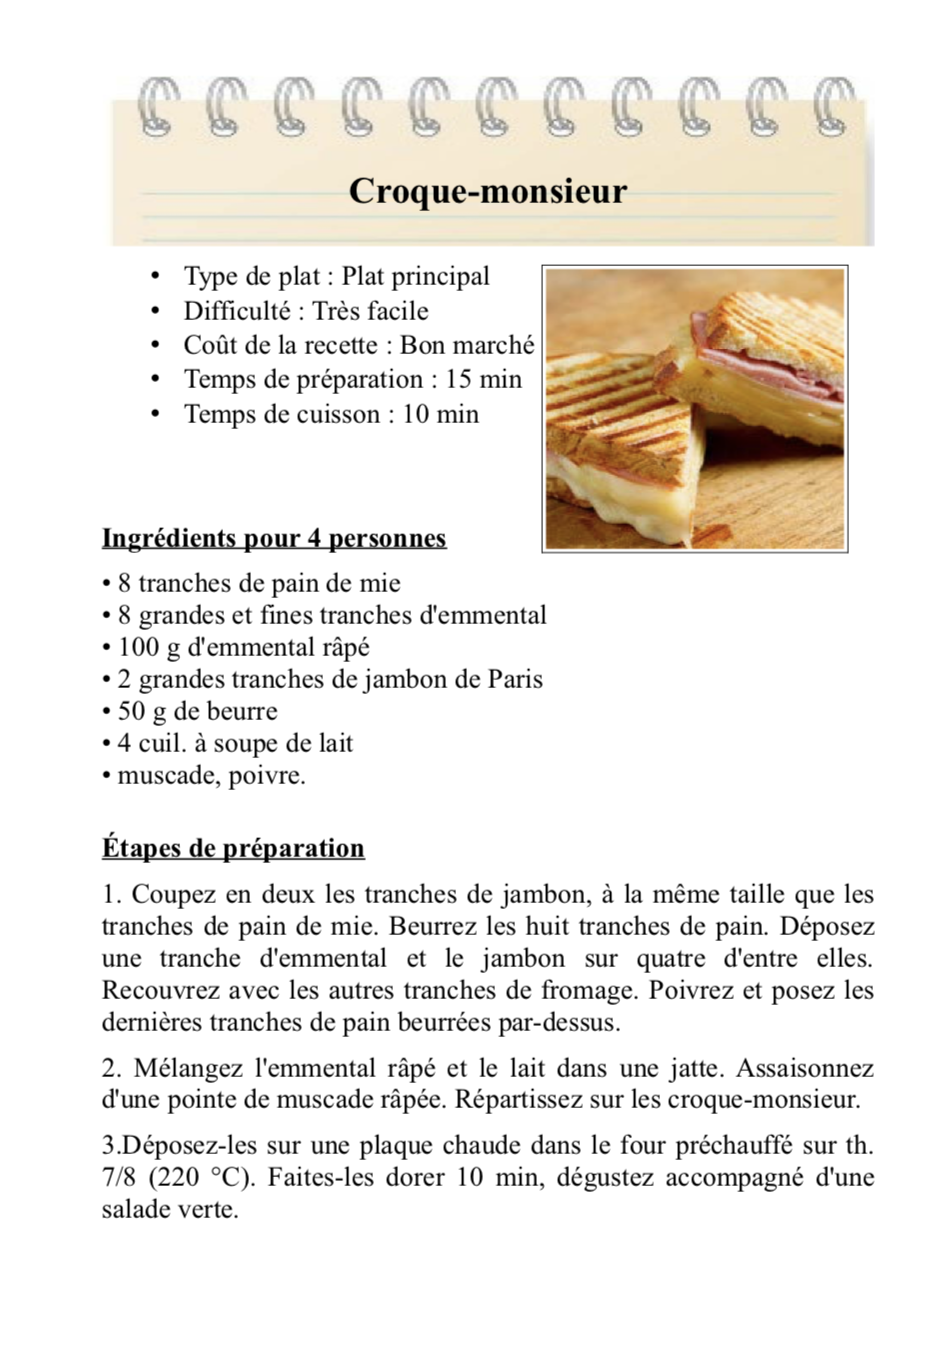 Croque-monsieur
• Type de plat : Plat principal
• Difficulté : Très facile
• Coût de la recette : Bon marché
• Temps de préparation : 15 min
• Temps de cuisson : 10 min
Ingrédients pour 4 personnes
• 8 tranches de pain de mie
• 8 grandes et fines tranches d'emmental
• 100 g d'emmental râpé
• 2 grandes tranches de jambon de Paris
• 50 g de beurre
• 4 cuil. à soupe de lait
• muscade, poivre.
Étapes de préparation
1. Coupez en deux les tranches de jambon, à la même taille que les
tranches de pain de mie. Beurrez les huit tranches de pain. Déposez
une tranche d'emmental et le jambon sur quatre d'entre elles.
Recouvrez avec les autres tranches de fromage. Poivrez et posez les
dernières tranches de pain beurrées par-dessus.
2. Mélangez l'emmental râpé et le lait dans une jatte. Assaisonnez
d'une pointe de muscade râpée. Répartissez sur les croque-monsieur.
3.Déposez-les sur une plaque chaude dans le four préchauffé sur th.
7/8 (220 °C). Faites-les dorer 10 min, dégustez accompagné d'une
salade verte.